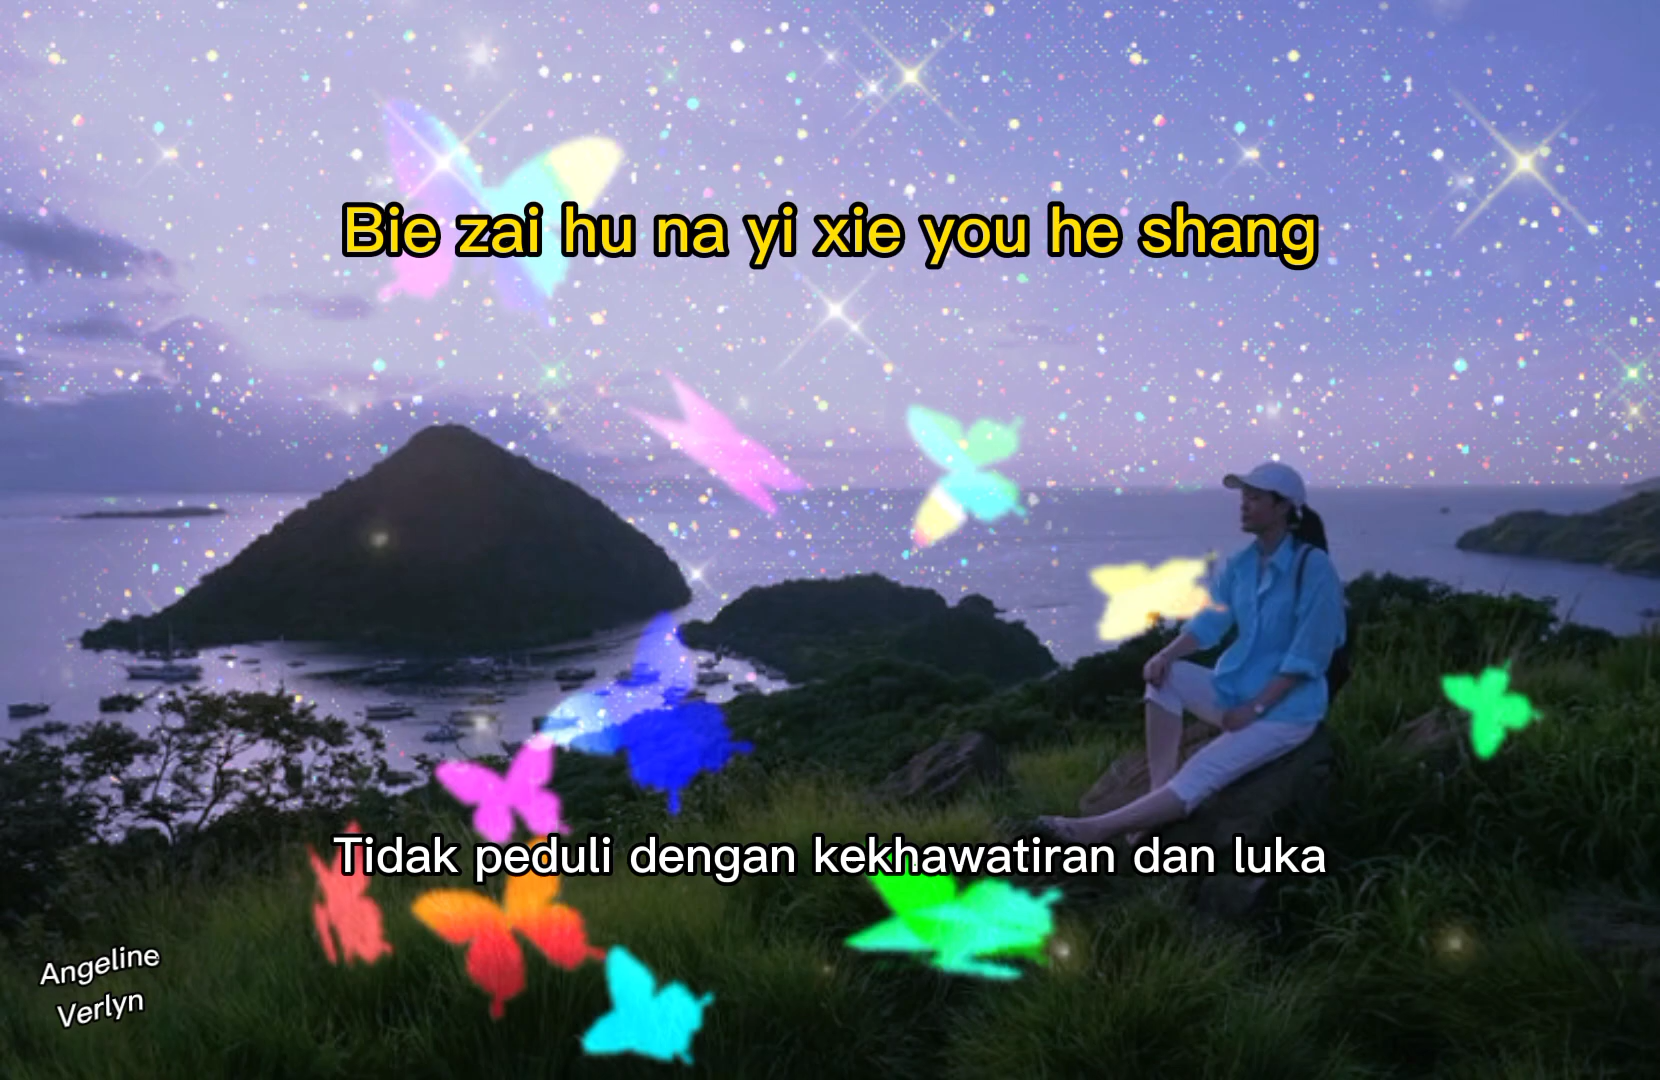 Bie zai hu na yi xie you he shang
Tidak peduli dengan kekhawatiran dan luka
Angeline
Verlyn